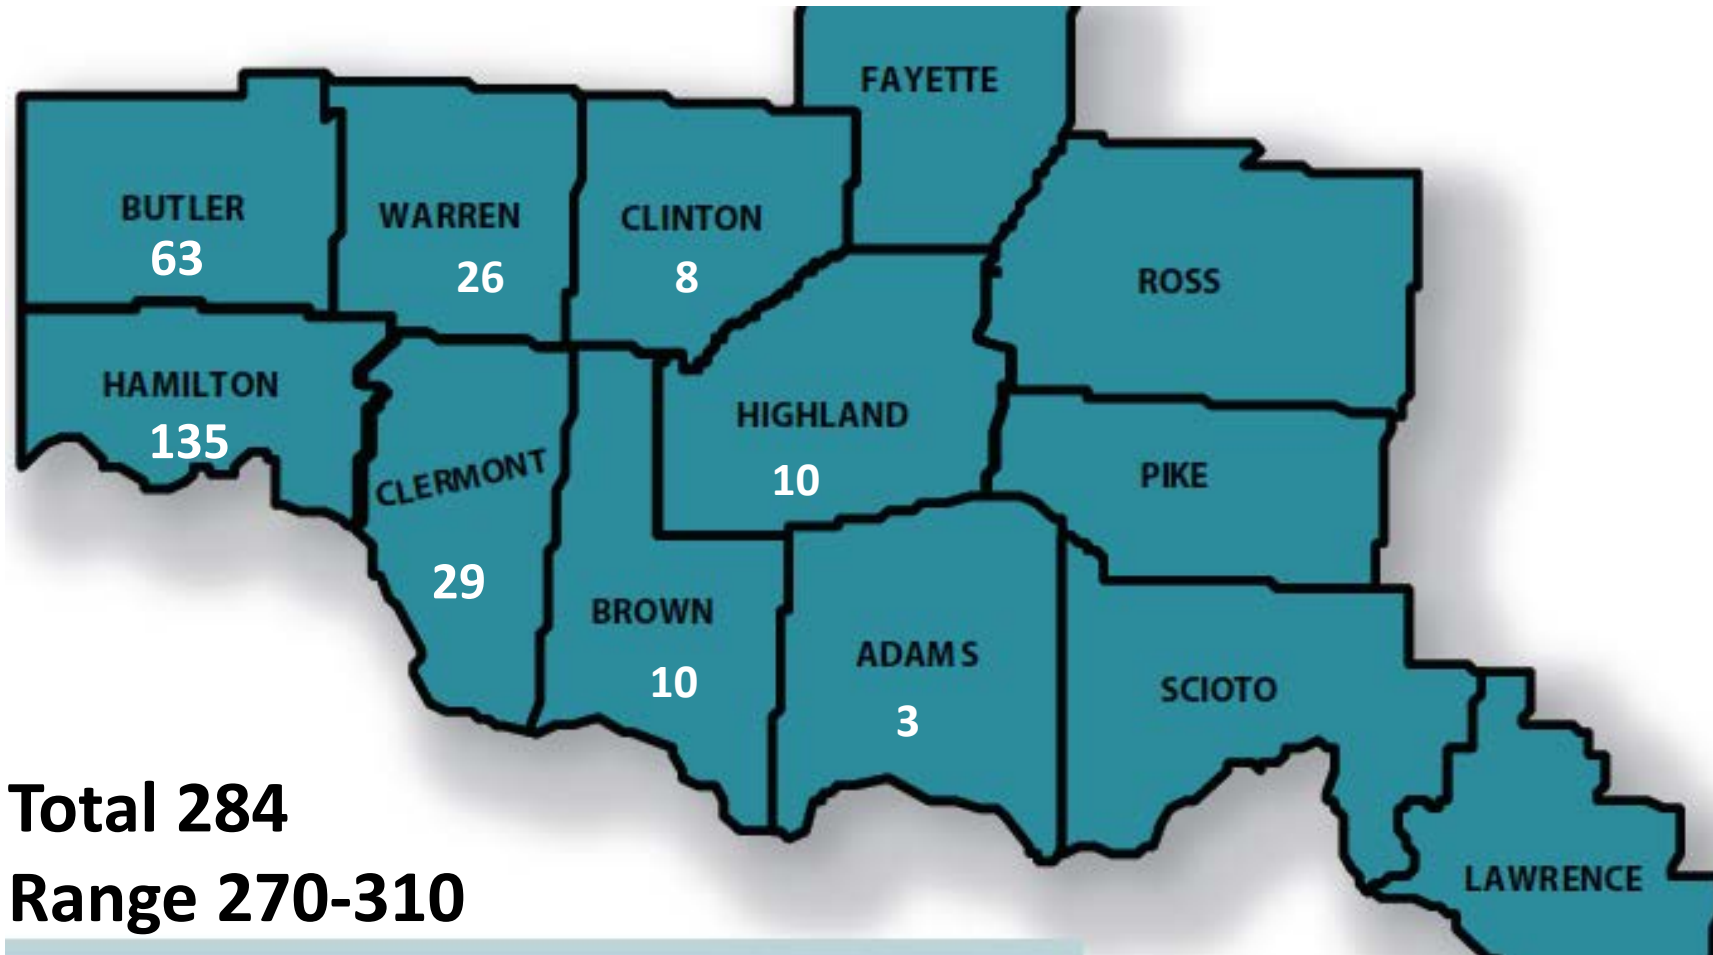 FAYETTE
BUTLER
63
WARREN
26
CLINTON
8
ROSS
HAMILTON
135
HIGHLAND
10
CLERMONT
29
PIKE
BROWN
10
ADAMS
3
SCIOTO
LAWRENCE
Total 284
Range 270-310